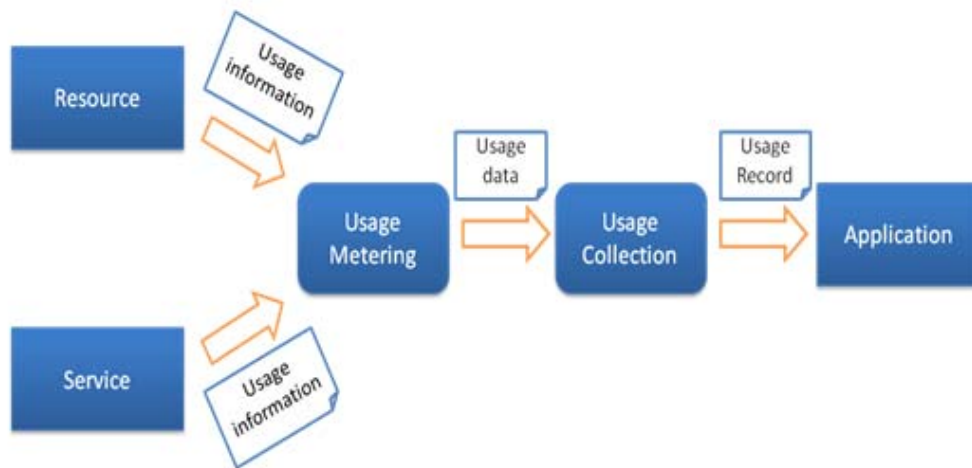 Resource
Usage
information
Usage
Metering
Usage
data
Usage
Collection
Usage
Record
Application
Service
Usage
information